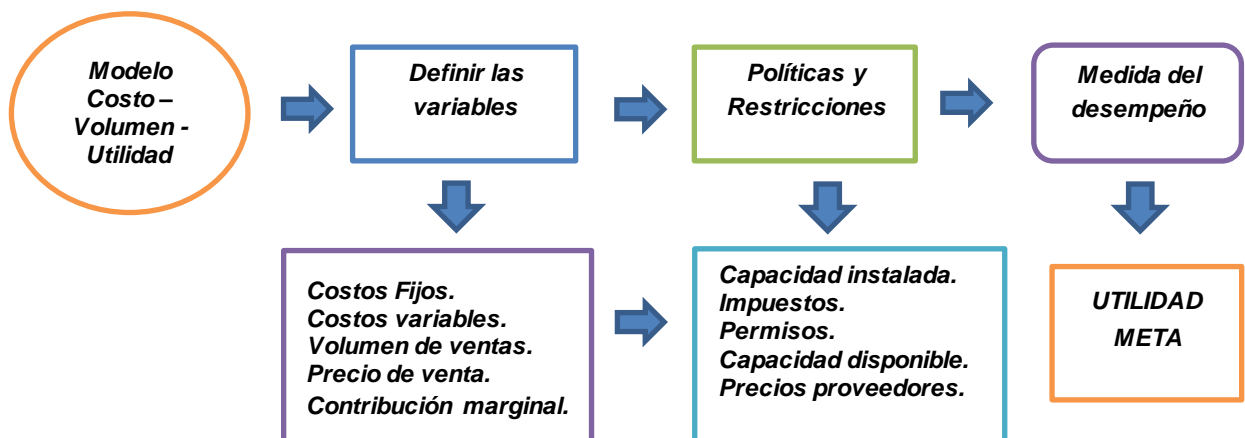 Modelo
Costo –
Volumen -
Utilidad
Definir las
variables
Políticas y
Restricciones
Medida del
desempeño
Costos Fijos.
Costos variables.
Volumen de ventas.
Precio de venta.
Contribución marginal.
Capacidad instalada.
Impuestos.
Permisos.
Capacidad disponible.
Precios proveedores.
UTILIDAD
META